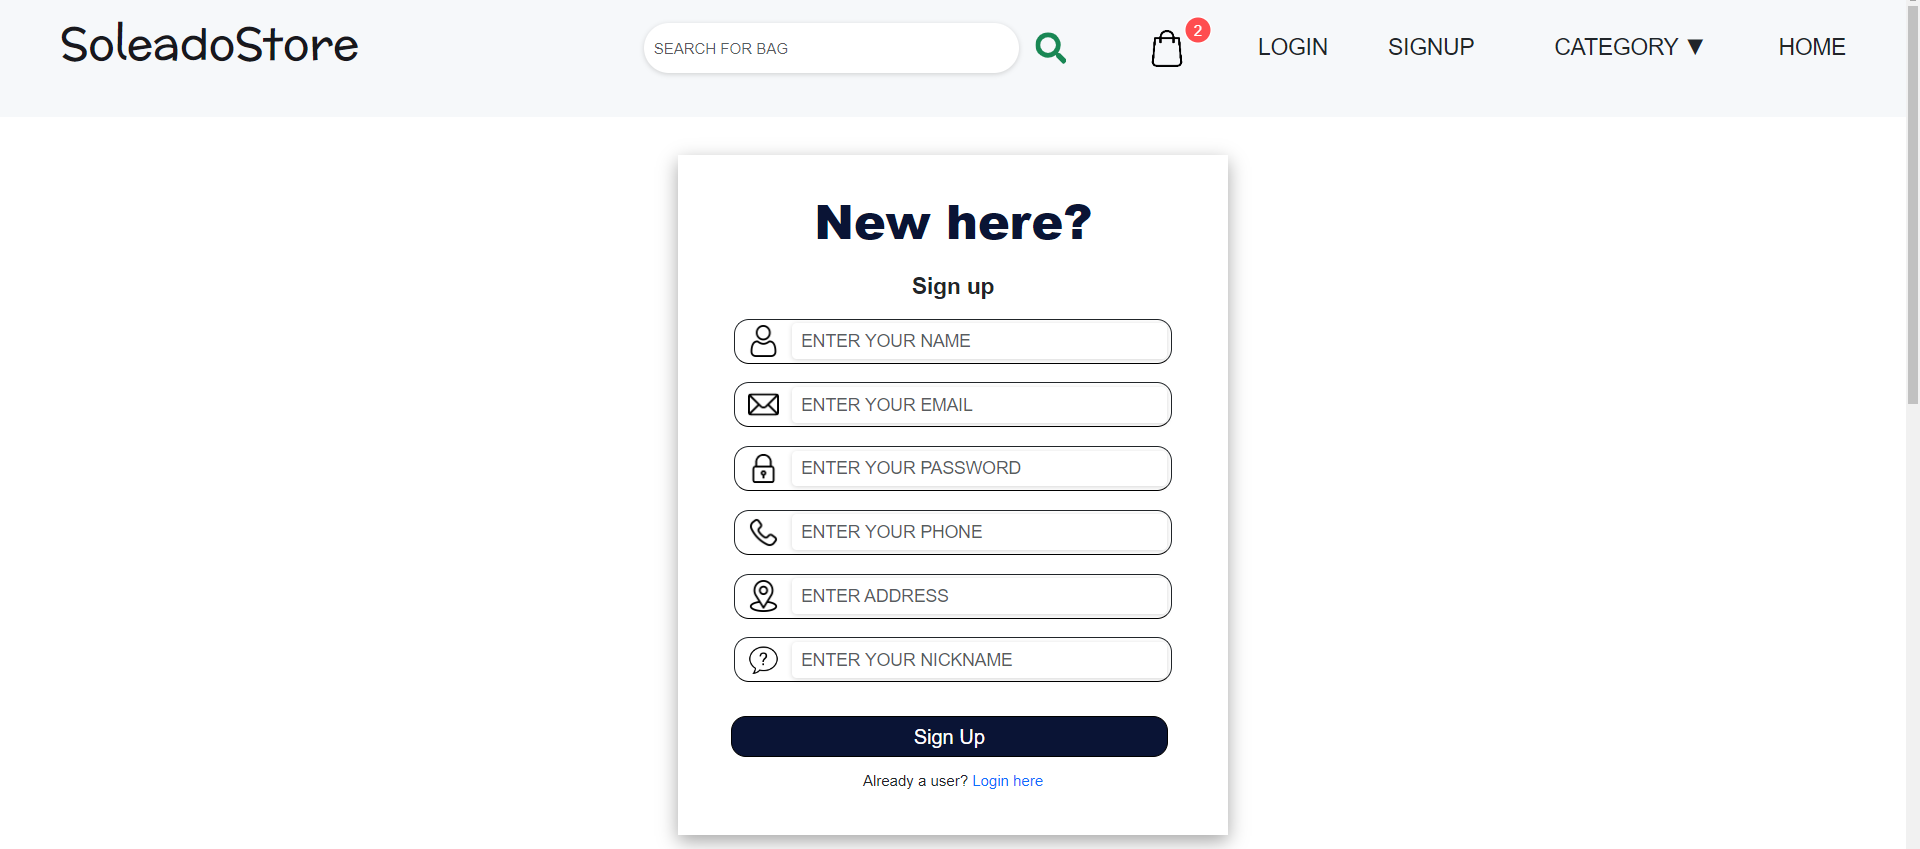 SoleadoStore
SEARCH FOR BAG
2
LOGIN
SIGNUP
CATEGORY ▼
HOME
New here?
Sign up
ENTER YOUR NAME
ENTER YOUR EMAIL
ENTER YOUR PASSWORD
ENTER YOUR PHONE
ENTER ADDRESS
?
ENTER YOUR NICKNAME
Sign Up
Already a user? Login here